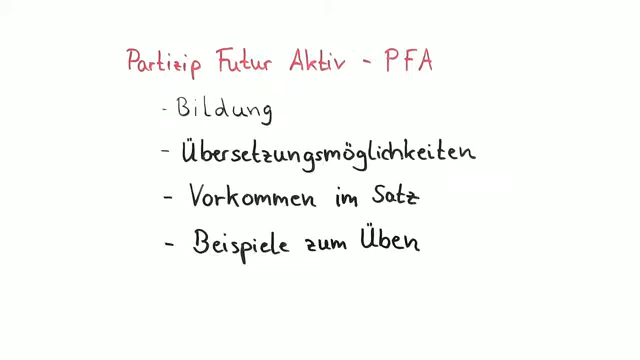 Partizip Futur Aktiv - PFA
- Bildung
- Übersetzungsmöglichkeiten
- Vorkommen im Satz
- Beispiele zum Üben